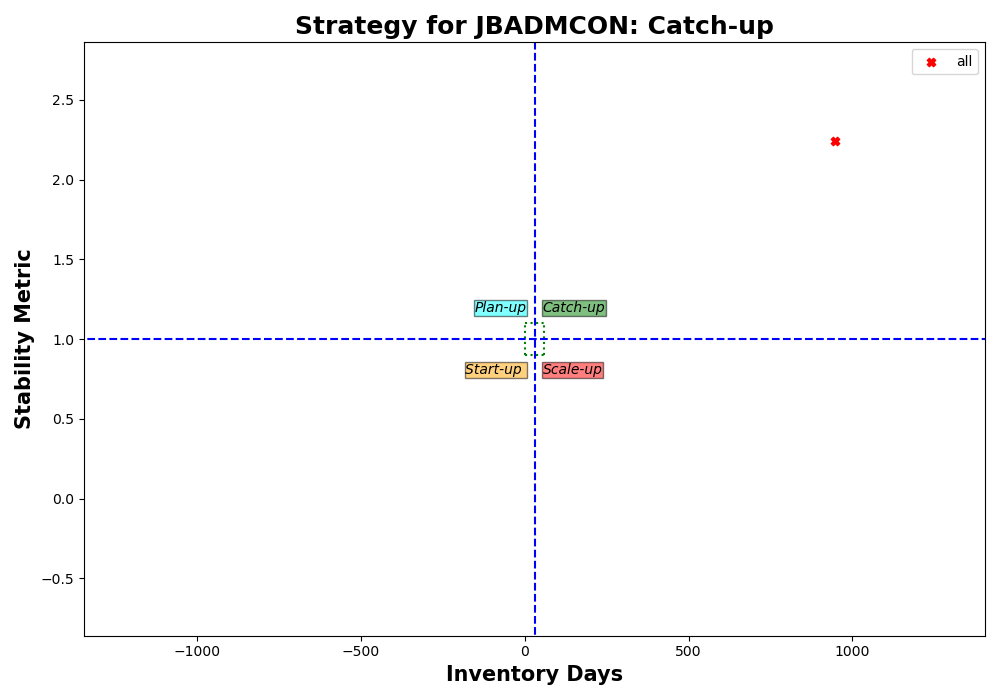 Strategy for JBADMCON: Catch-up
all
Stability Metric
2.5
2.0
1.5
1.0
0.5
0.0
−0.5
Plan-up
Catch-up
Start-up
Scale-up
−1000
−500
0
500
1000
Inventory Days